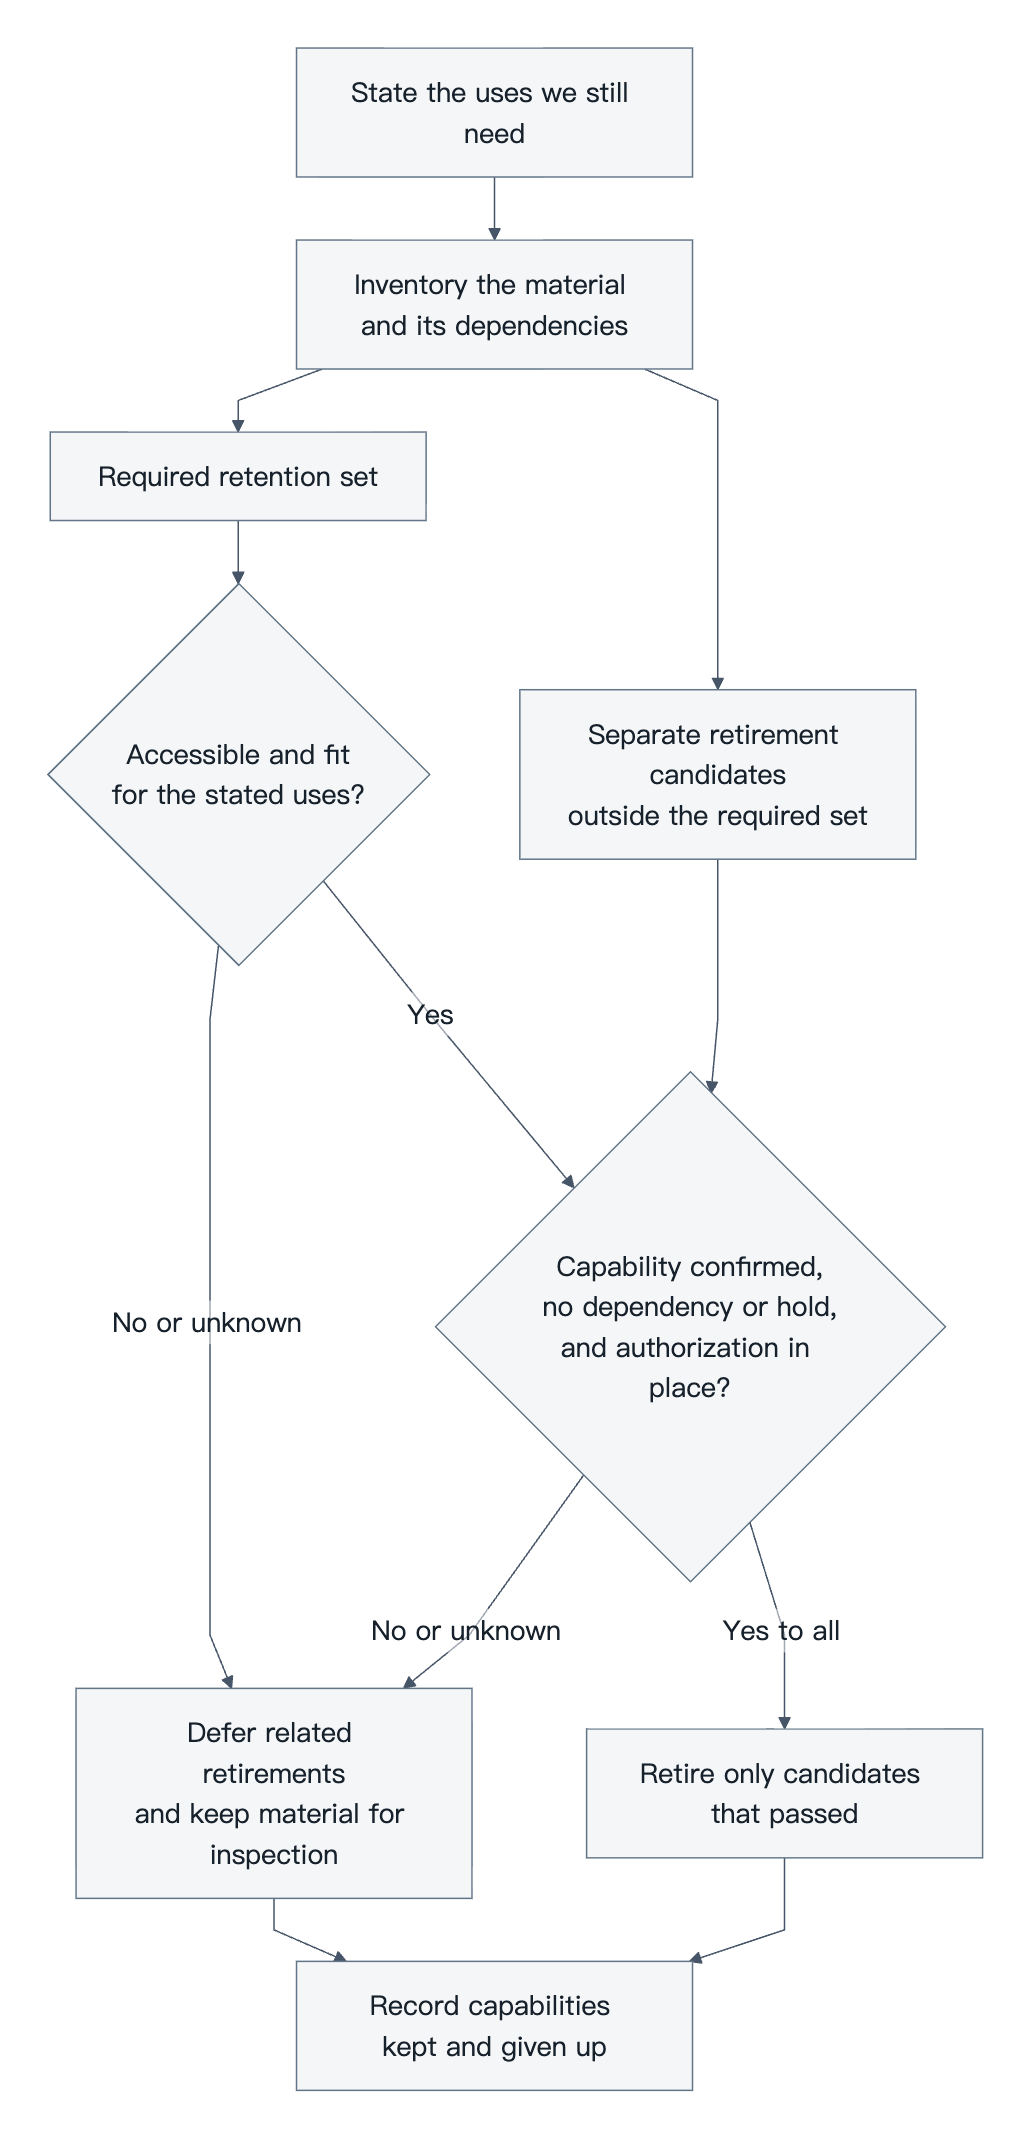 State the uses we still
need
Inventory the material
and its dependencies
Required retention set
Accessible and fit
for the stated uses?
Separate retirement
candidates
outside the required set
Yes
Capability confirmed,
no dependency or hold,
and authorization in
place?
No or unknown
No or unknown
Yes to all
Defer related
retirements
and keep material for
inspection
Retire only candidates
that passed
Record capabilities
kept and given up